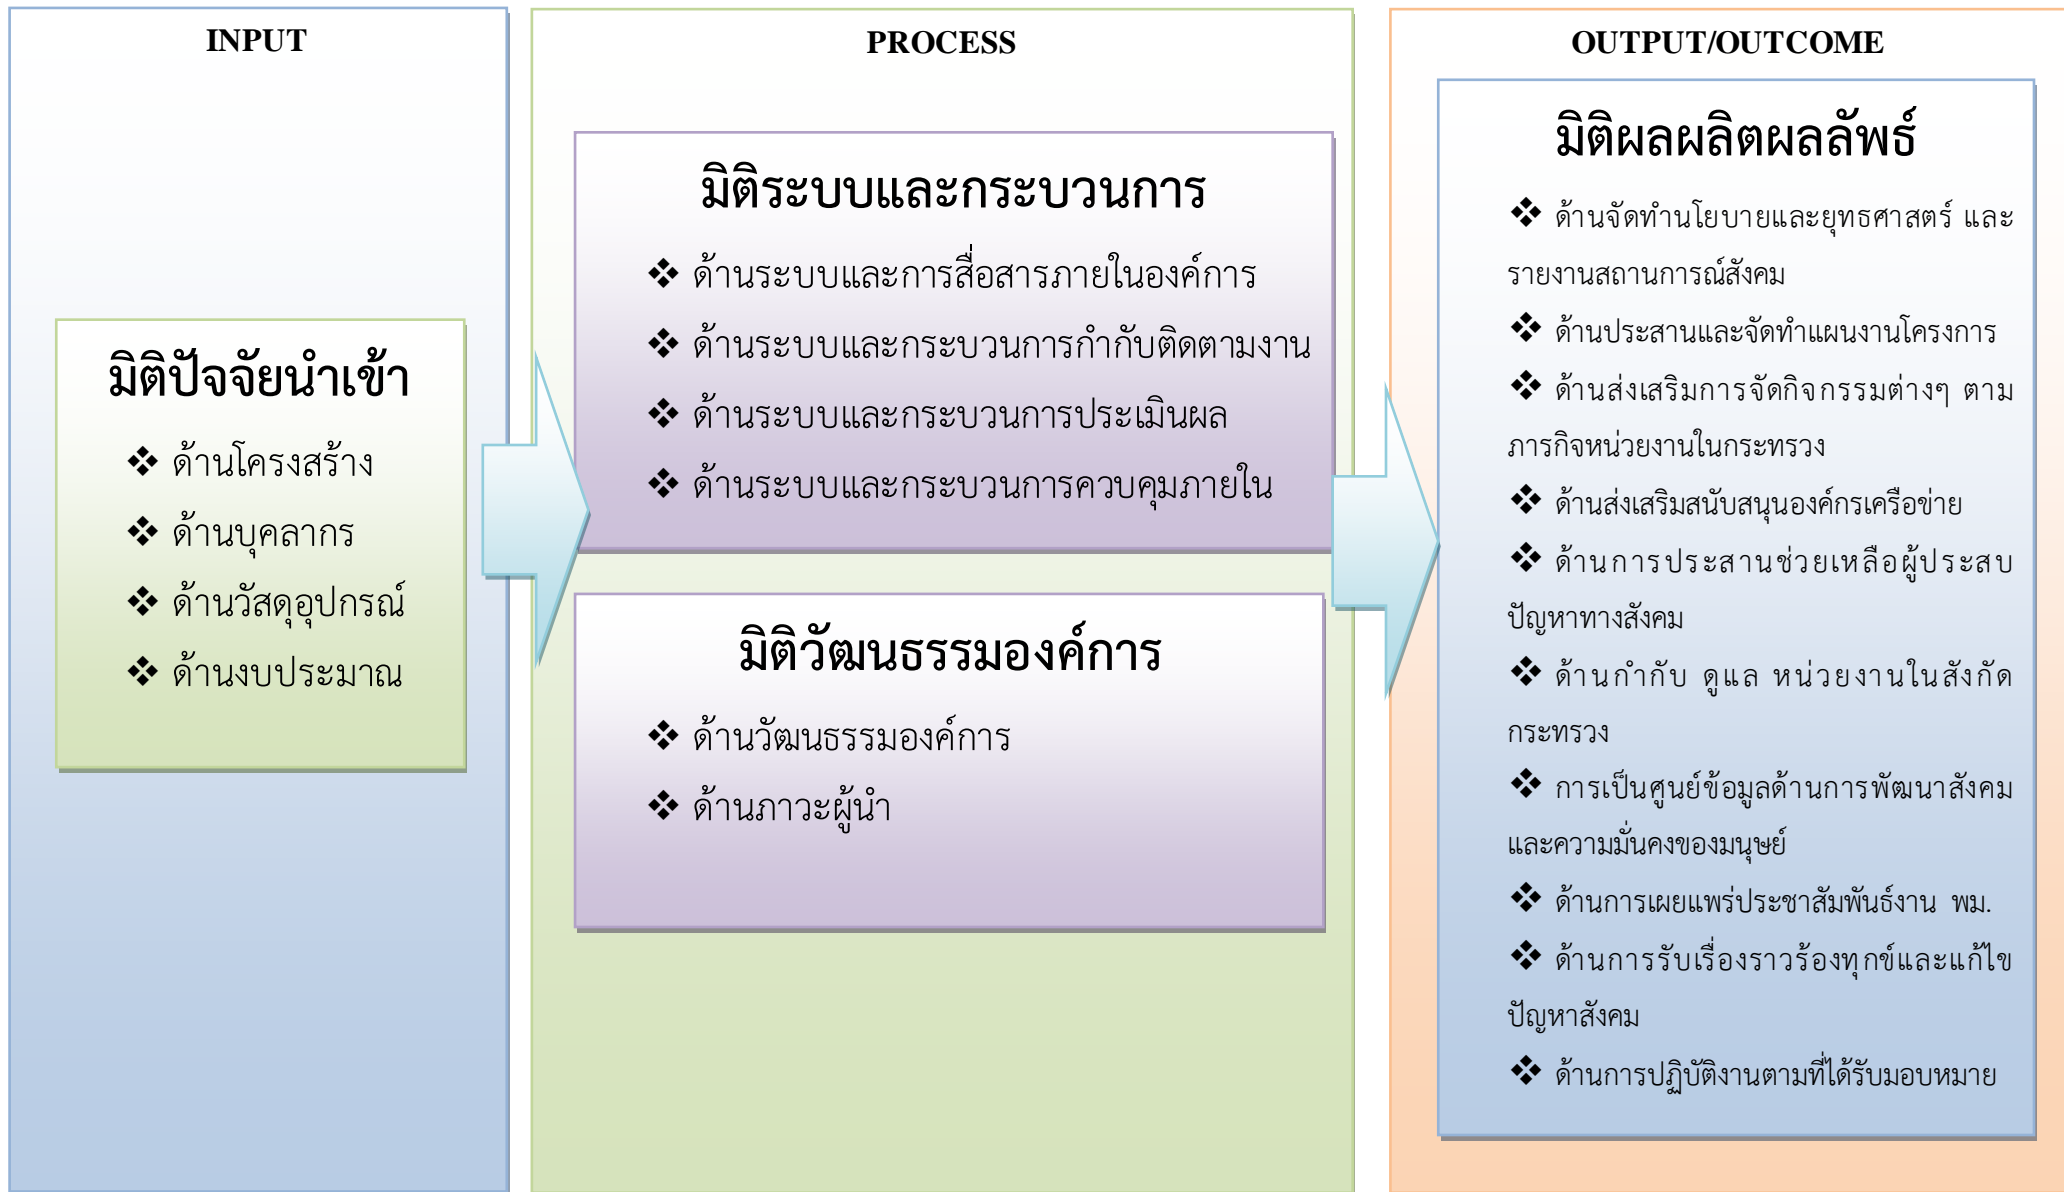 INPUT
มิติปัจจัยนำเข้า
❖ ด้านโครงสร้าง
❖ ด้านบุคลากร
❖ ด้านวัสดุอุปกรณ์
❖ ด้านงบประมาณ
PROCESS
มิติระบบและกระบวนการ
❖ ด้านระบบและการสื่อสารภายในองค์การ
❖ ด้านระบบและกระบวนการกำกับติดตามงาน
❖ ด้านระบบและกระบวนการประเมินผล
❖ ด้านระบบและกระบวนการควบคุมภายใน
มิติวัฒนธรรมองค์การ
❖ ด้านวัฒนธรรมองค์การ
❖ ด้านภาวะผู้นำ
OUTPUT/OUTCOME
มิติผลผลิตผลลัพธ์
❖ ด้านจัดทำนโยบายและยุทธศาสตร์ และ
รายงานสถานการณ์สังคม
❖ ด้านประสานและจัดทำแผนงานโครงการ
❖ ด้านส่งเสริมการจัดกิจกรรมต่างๆ ตาม
ภารกิจหน่วยงานในกระทรวง
❖ ด้านส่งเสริมสนับสนุนองค์กรเครือข่าย
❖ ด้านการประสานช่วยเหลือผู้ประสบ
ปัญหาทางสังคม
❖ ด้านกำกับ ดูแล หน่วยงานในสังกัด
กระทรวง
❖ การเป็นศูนย์ข้อมูลด้านการพัฒนาสังคม
และความมั่นคงของมนุษย์
❖ ด้านการเผยแพร่ประชาสัมพันธ์งาน พม.
❖ ด้านการรับเรื่องราวร้องทุกข์และแก้ไข
ปัญหาสังคม
❖ ด้านการปฏิบัติงานตามที่ได้รับมอบหมาย